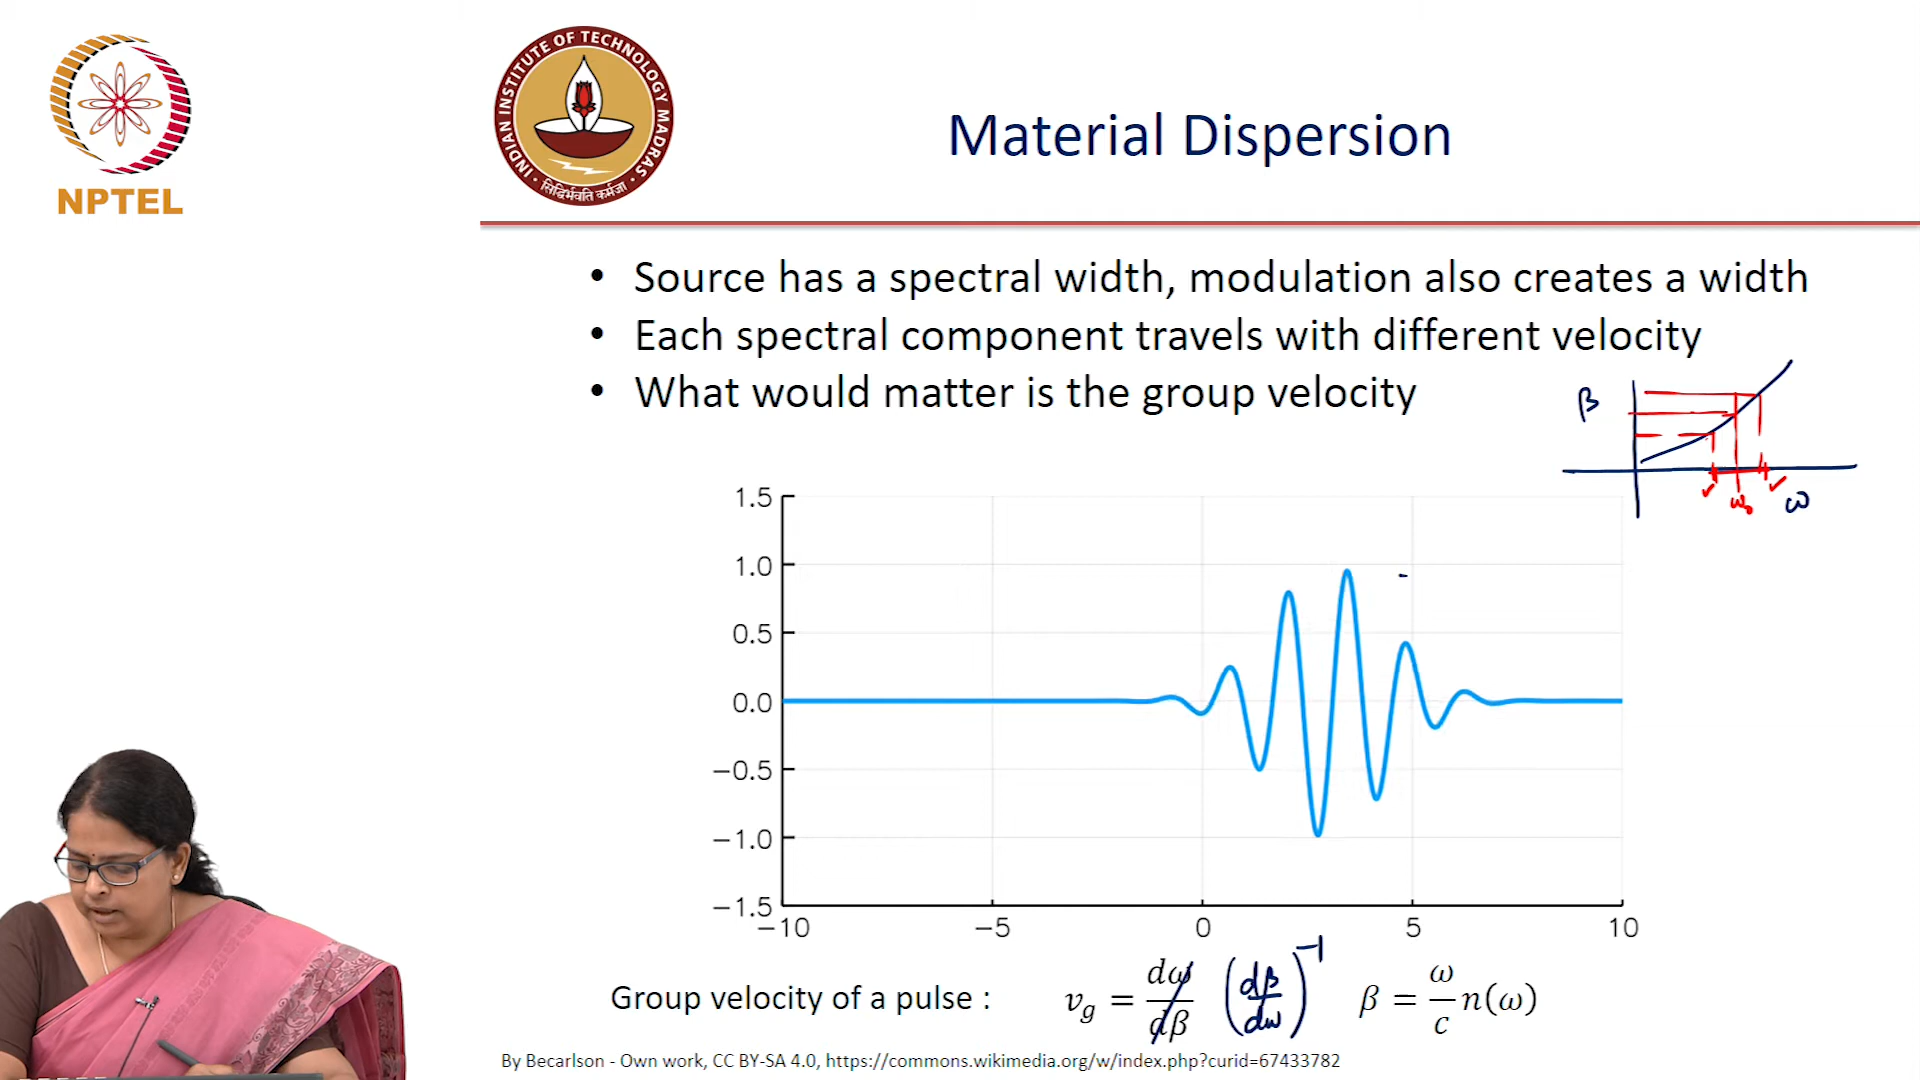 NPTEL
INDIAN INSTITUTE OF TECHNOLOGY MADRAS
सिद्धिर्भवति कर्मजा
Material Dispersion
• Source has a spectral width, modulation also creates a width
• Each spectral component travels with different velocity
• What would matter is the group velocity
β
ω₀ ω
1.5
1.0
0.5
0.0
−0.5
−1.0
−1.5
−10 −5 0 5 10
Group velocity of a pulse : v_g = dω/dβ (dβ/dω)⁻¹ β = ω/c n(ω)
By Becarlson - Own work, CC BY-SA 4.0, https://commons.wikimedia.org/w/index.php?curid=67433782